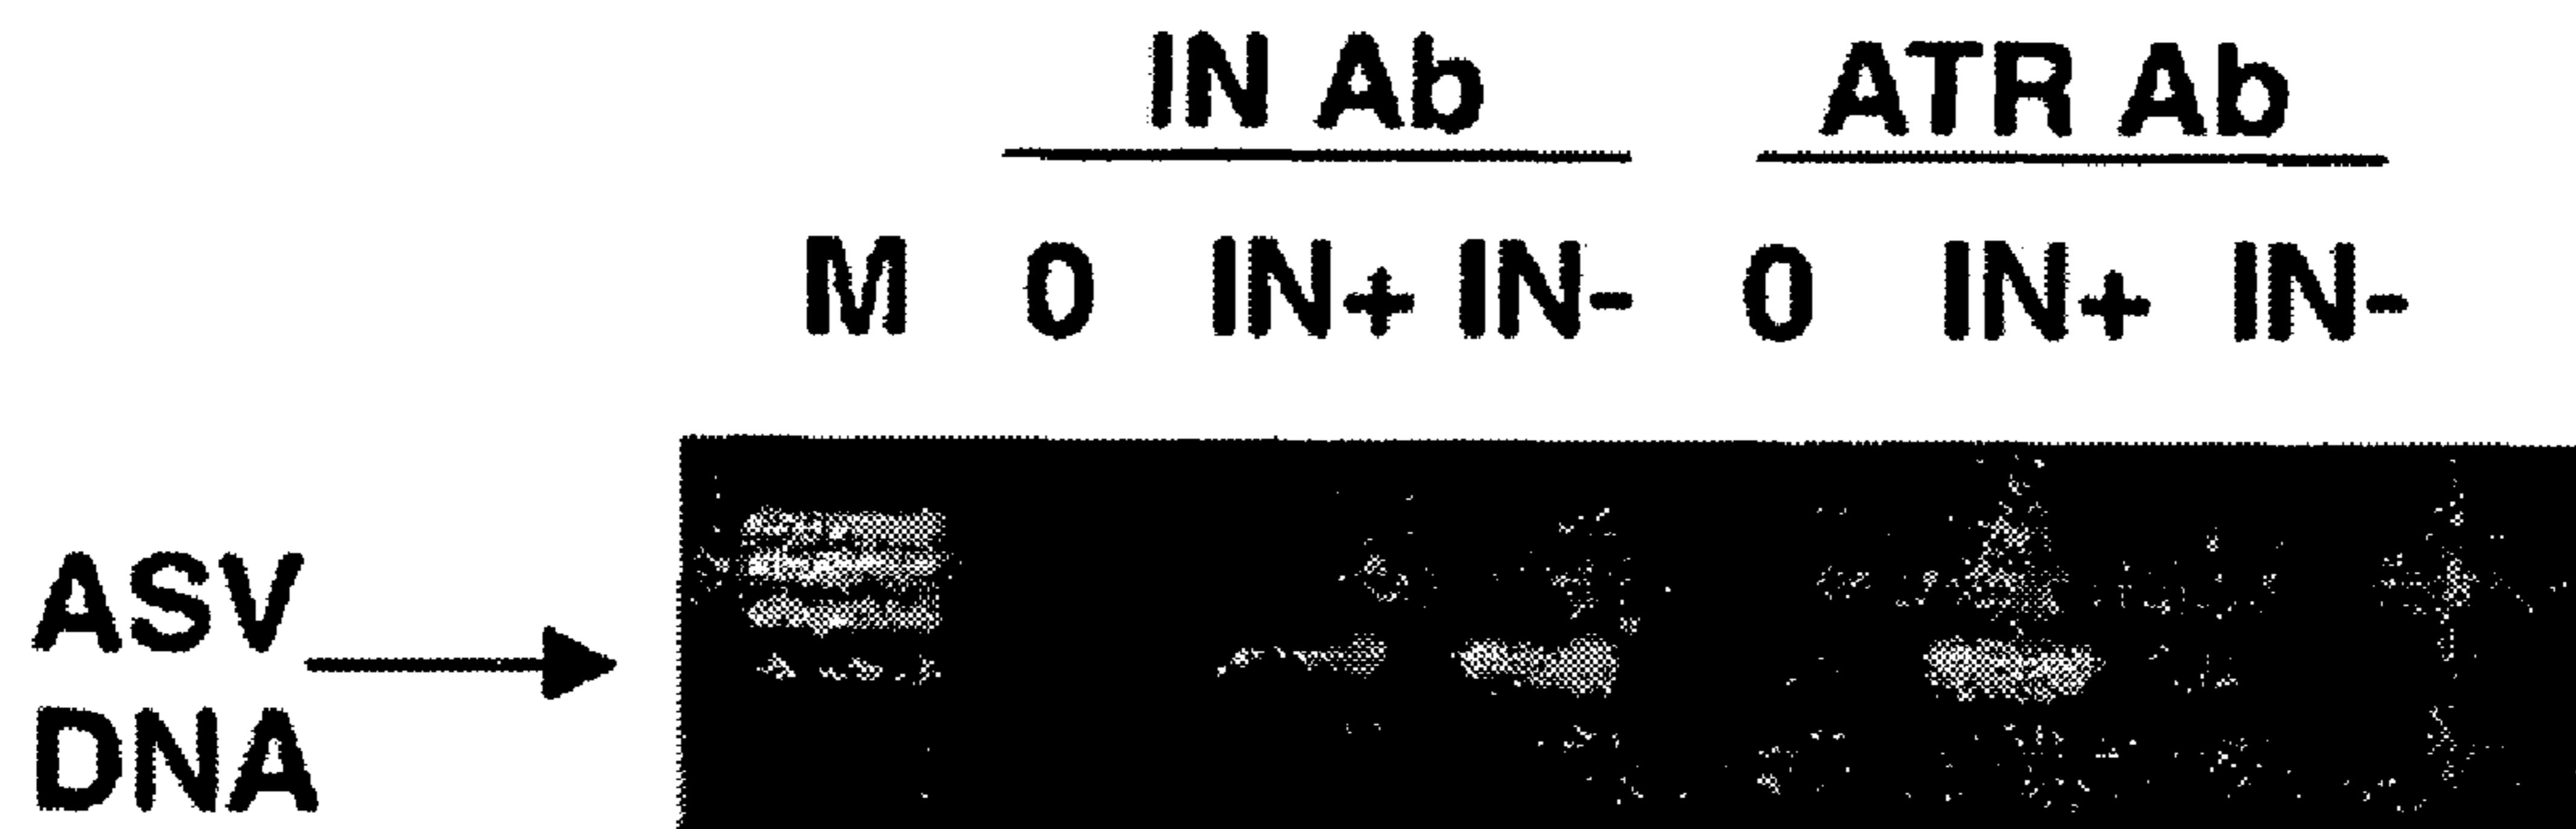 IN Ab ATR Ab
M 0 IN+ IN- 0 IN+ IN-
ASV
DNA